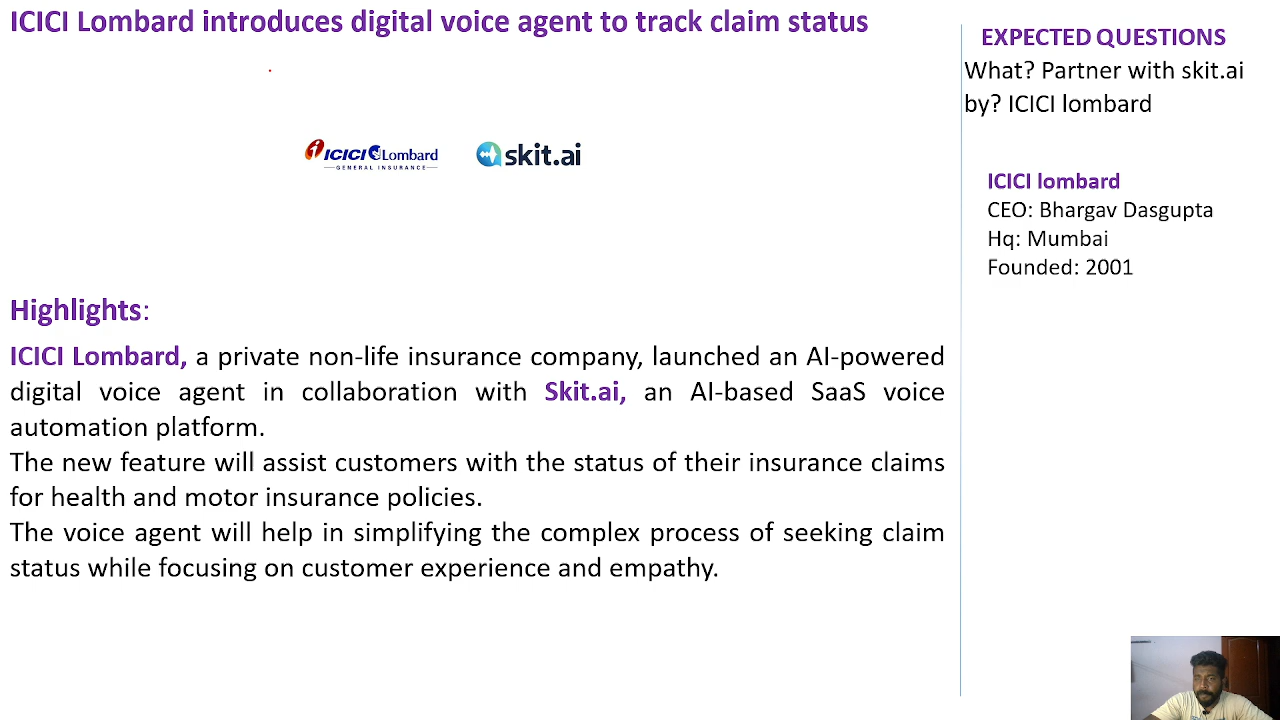 ICICI Lombard introduces digital voice agent to track claim status
ICICI Lombard
GENERAL INSURANCE
skit.ai
Highlights:
ICICI Lombard, a private non-life insurance company, launched an AI-powered
digital voice agent in collaboration with Skit.ai, an AI-based SaaS voice
automation platform.
The new feature will assist customers with the status of their insurance claims
for health and motor insurance policies.
The voice agent will help in simplifying the complex process of seeking claim
status while focusing on customer experience and empathy.
EXPECTED QUESTIONS
What? Partner with skit.ai
by? ICICI lombard
ICICI lombard
CEO: Bhargav Dasgupta
Hq: Mumbai
Founded: 2001